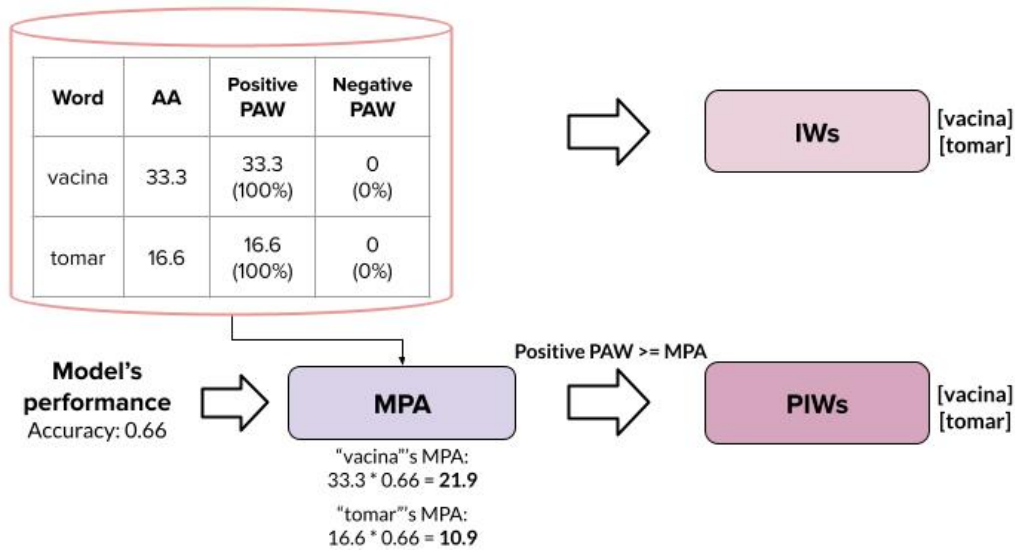 Word AA Positive PAW Negative PAW
vacina 33.3 33.3 (100%) 0 (0%)
tomar 16.6 16.6 (100%) 0 (0%)
IWs
[vacina]
[tomar]
Model's
performance
Accuracy: 0.66
MPA
"vacina"'s MPA:
33.3 * 0.66 = 21.9
"tomar"'s MPA:
16.6 * 0.66 = 10.9
Positive PAW >= MPA
PIWs
[vacina]
[tomar]